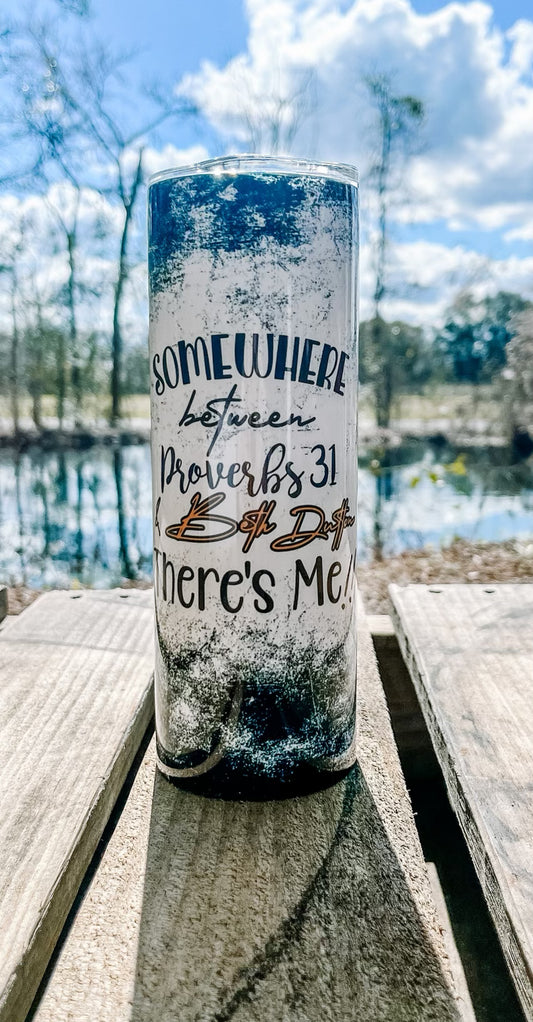 SOMEWHERE
between
Proverbs 31
& Beth Dutton
There's Me!!